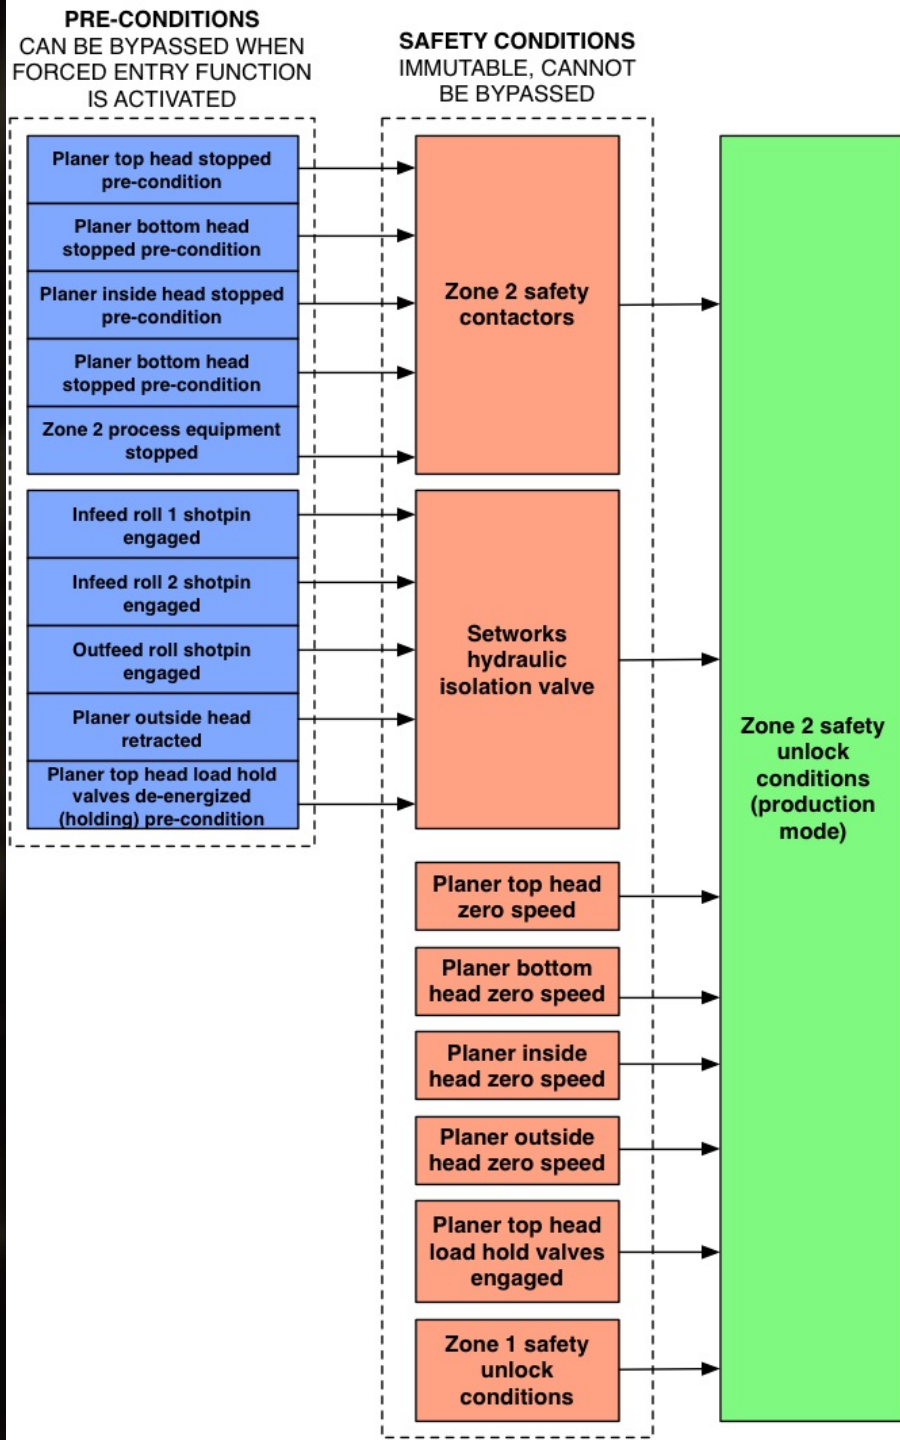 PRE-CONDITIONS
CAN BE BYPASSED WHEN
FORCED ENTRY FUNCTION
IS ACTIVATED
SAFETY CONDITIONS
IMMUTABLE, CANNOT
BE BYPASSED
Planer top head stopped
pre-condition
Planer bottom head
stopped pre-condition
Planer inside head stopped
pre-condition
Planer bottom head
stopped pre-condition
Zone 2 process equipment
stopped
Infeed roll 1 shotpin
engaged
Infeed roll 2 shotpin
engaged
Outfeed roll shotpin
engaged
Planer outside head
retracted
Planer top head load hold
valves de-energized
(holding) pre-condition
Zone 2 safety
contactors
Setworks
hydraulic
isolation valve
Planer top head
zero speed
Planer bottom
head zero speed
Planer inside
head zero speed
Planer outside
head zero speed
Planer top head
load hold valves
engaged
Zone 1 safety
unlock
conditions
Zone 2 safety
unlock
conditions
(production
mode)